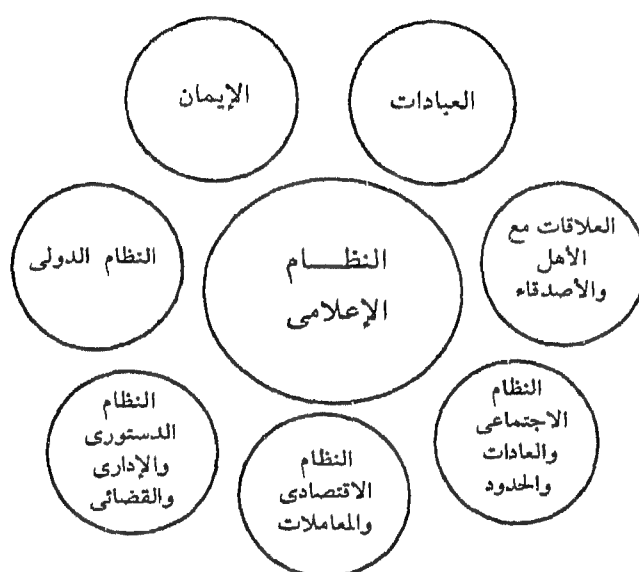 العبادات
الإيمان
العلاقات مع
الأهل
والأصدقاء
النظـــام
الإعلامى
النظام الدولى
النظام
الاجتماعى
والعادات
والحدود
النظام
الاقتصادى
والمعاملات
النظام
الدستورى
والإدارى
والقضائى